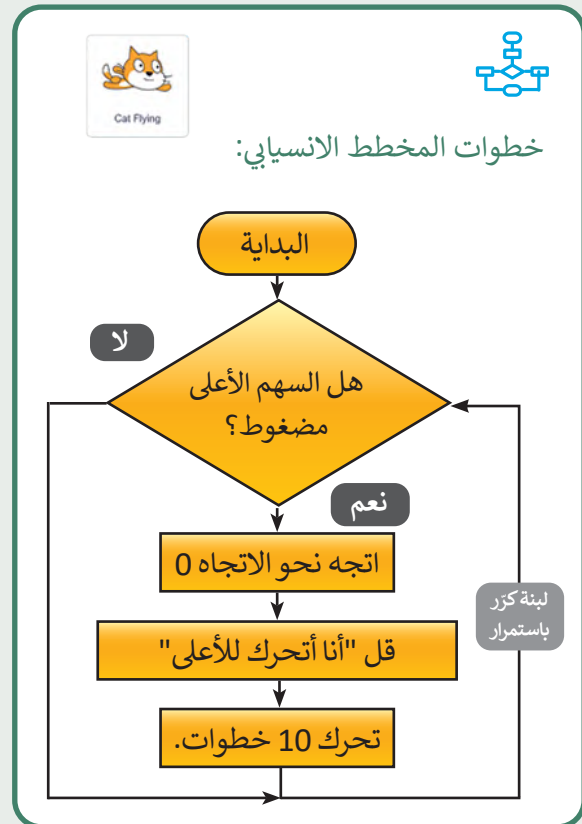 Cat Flying
خطوات المخطط الانسيابي:
البداية
لا
هل السهم الأعلى
مضغوط؟
نعم
اتجه نحو الاتجاه 0
لبنة كرّر
باستمرار
قل "أنا أتحرك للأعلى"
تحرك 10 خطوات.